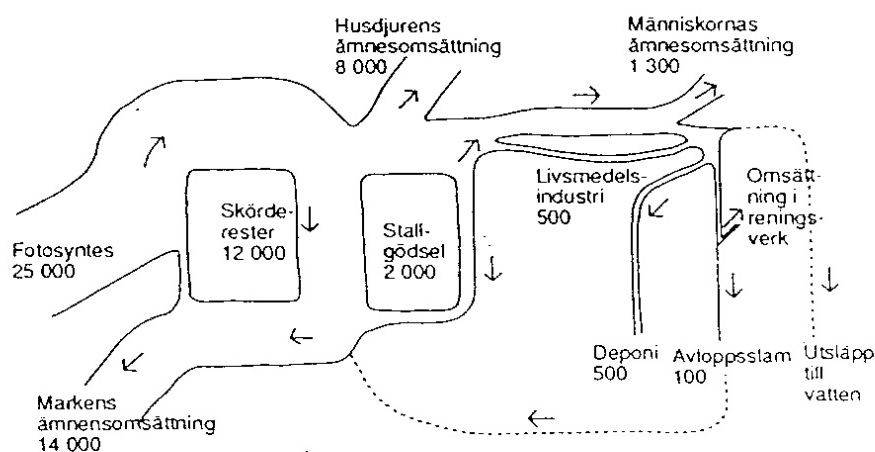 Husdjurens
ämnesomsättning
8 000
Människornas
ämnesomsättning
1 300
Fotosyntes
25 000
Skörde-
rester
12 000
Stall-
gödsel
2 000
Livsmedels-
industri
500
Omsätt-
ning i
renings-
verk
Markens
ämnensomsättning
14 000
Deponi
500
Avloppsslam
100
Utsläpp
till
vatten